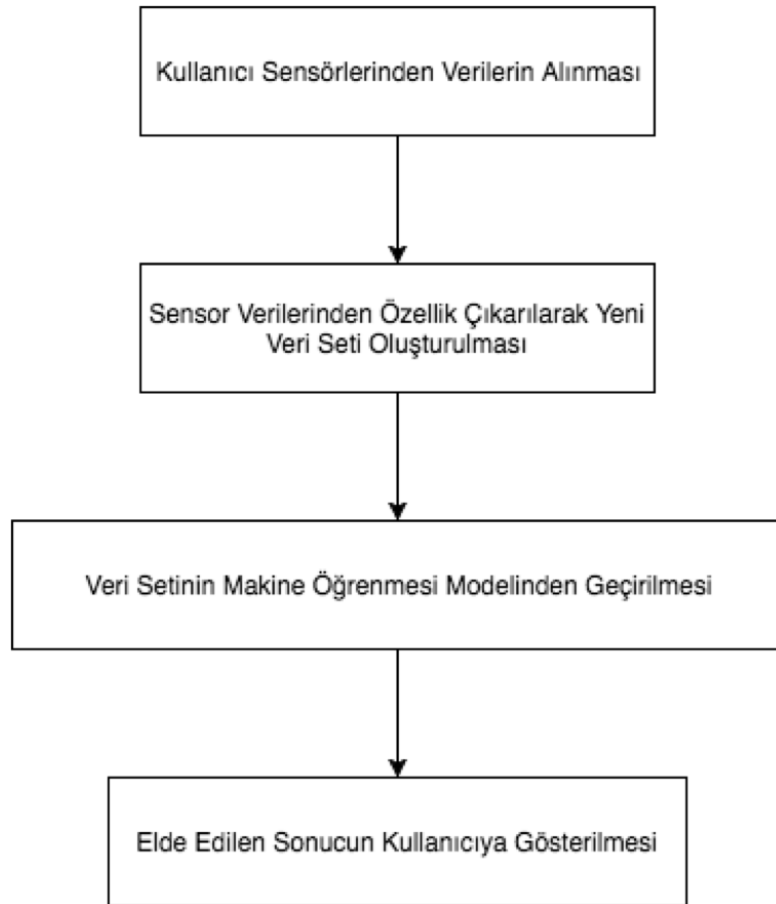 Kullanıcı Sensörlerinden Verilerin Alınması
Sensor Verilerinden Özellik Çıkarılarak Yeni
Veri Seti Oluşturulması
Veri Setinin Makine Öğrenmesi Modelinden Geçirilmesi
Elde Edilen Sonucun Kullanıcıya Gösterilmesi